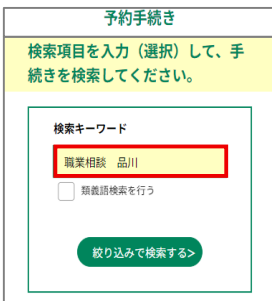 予約手続き
検索項目を入力（選択）して、手
続きを検索してください。
検索キーワード
職業相談　品川
類義語検索を行う
絞り込みで検索する>